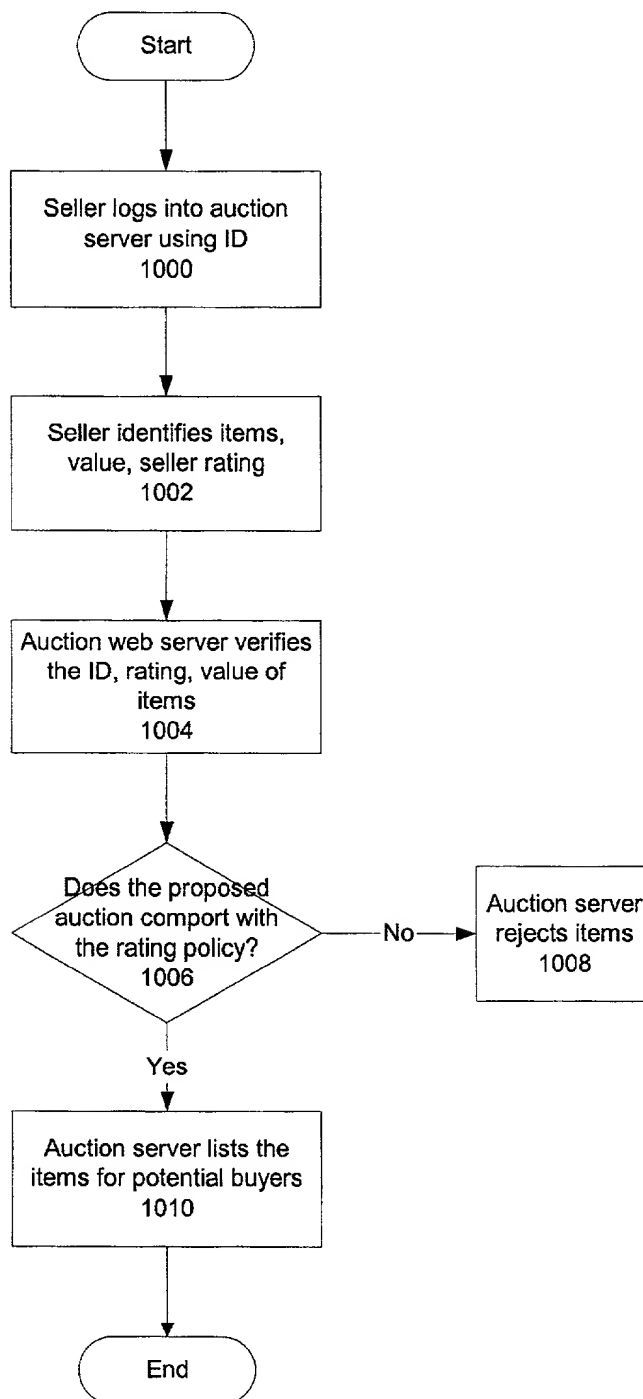 Start
Seller logs into auction
server using ID
1000
Seller identifies items,
value, seller rating
1002
Auction web server verifies
the ID, rating, value of
items
1004
Does the proposed
auction comport with
the rating policy?
1006
No
Auction server
rejects items
1008
Yes
Auction server lists the
items for potential buyers
1010
End